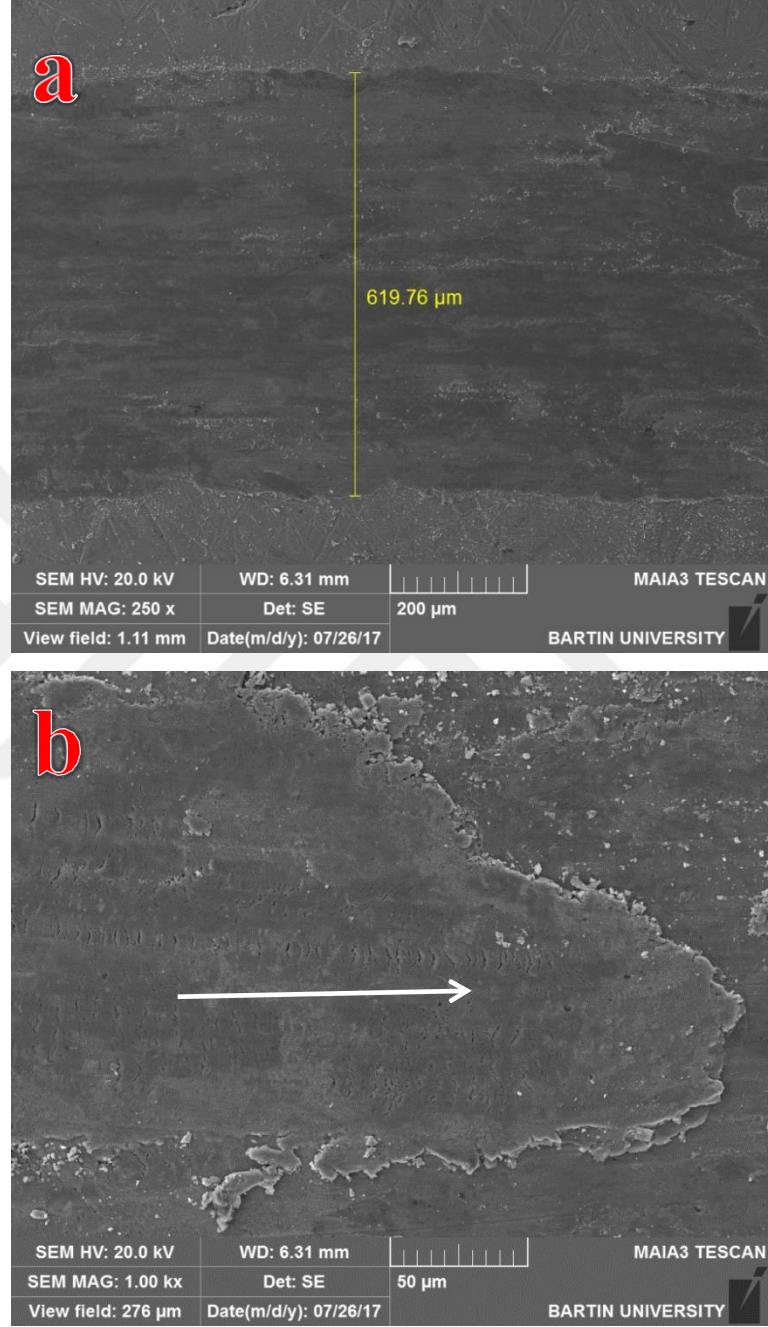 a
619.76 µm
SEM HV: 20.0 kV WD: 6.31 mm MAIA3 TESCAN
SEM MAG: 250 x Det: SE 200 µm
View field: 1.11 mm Date(m/d/y): 07/26/17 BARTIN UNIVERSITY
b
SEM HV: 20.0 kV WD: 6.31 mm MAIA3 TESCAN
SEM MAG: 1.00 kx Det: SE 50 µm
View field: 276 µm Date(m/d/y): 07/26/17 BARTIN UNIVERSITY